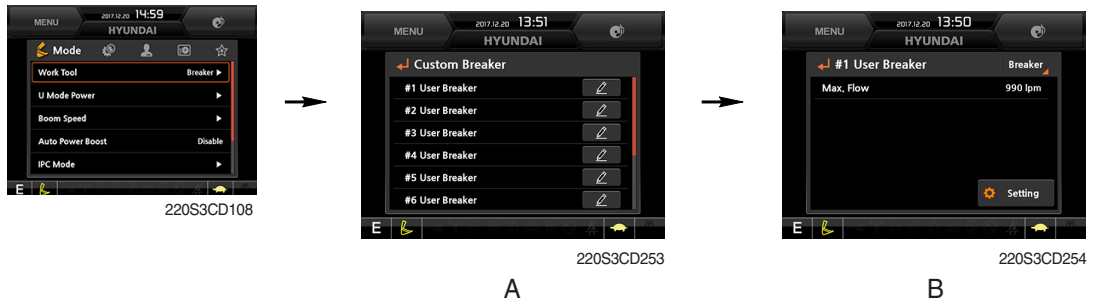 MENU 2017.12.20 14:59
HYUNDAI
Mode
Work Tool Breaker ▶
U Mode Power ▶
Boom Speed ▶
Auto Power Boost Disable
IPC Mode ▶
E
220S3CD108
MENU 2017.12.20 13:51
HYUNDAI
Custom Breaker
#1 User Breaker
#2 User Breaker
#3 User Breaker
#4 User Breaker
#5 User Breaker
#6 User Breaker
E
220S3CD253
A
MENU 2017.12.20 13:50
HYUNDAI
#1 User Breaker Breaker
Max, Flow 990 lpm
Setting
E
220S3CD254
B